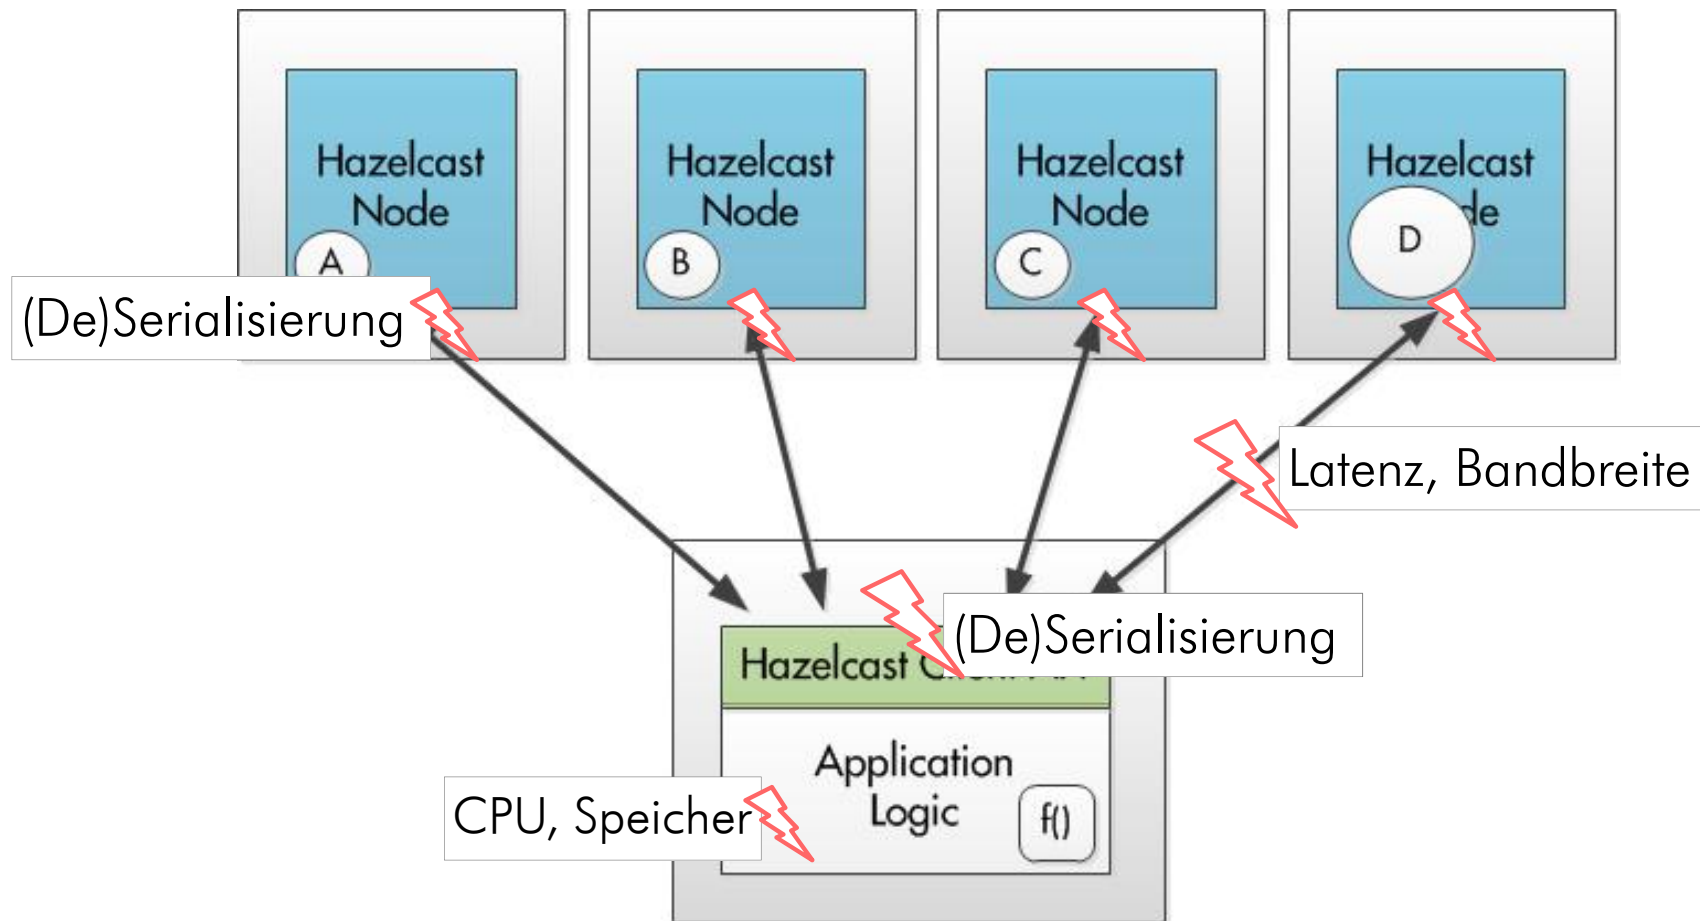 Hazelcast
Node
A
Hazelcast
Node
B
Hazelcast
Node
C
Hazelcast
D
(De)Serialisierung
Latenz, Bandbreite
(De)Serialisierung
Hazelcast
Application
Logic
f()
CPU, Speicher